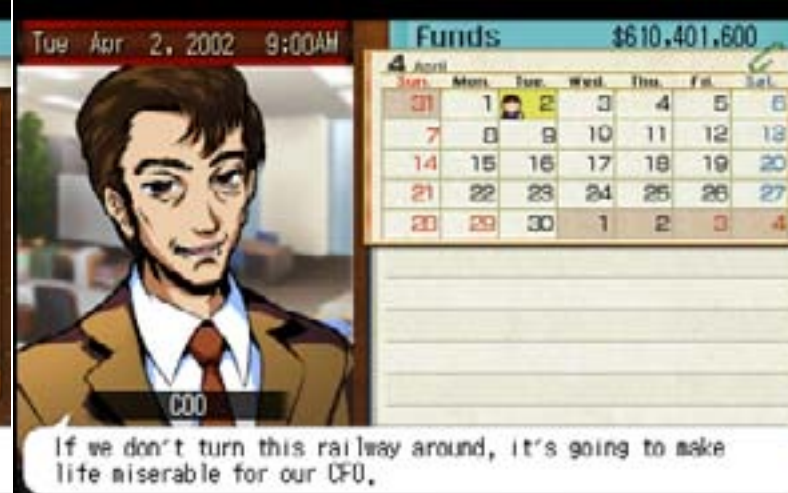 Tue Apr 2, 2002 9:00AM
Funds $610,401,600
4 April
Sun. Mon. Tue. Wed. Thu. Fri. Sat.
31 1 2 3 4 5 6
7 8 9 10 11 12 13
14 15 16 17 18 19 20
21 22 23 24 25 26 27
28 29 30 1 2 3 4
COO
If we don't turn this railway around, it's going to make
life miserable for our CFO.